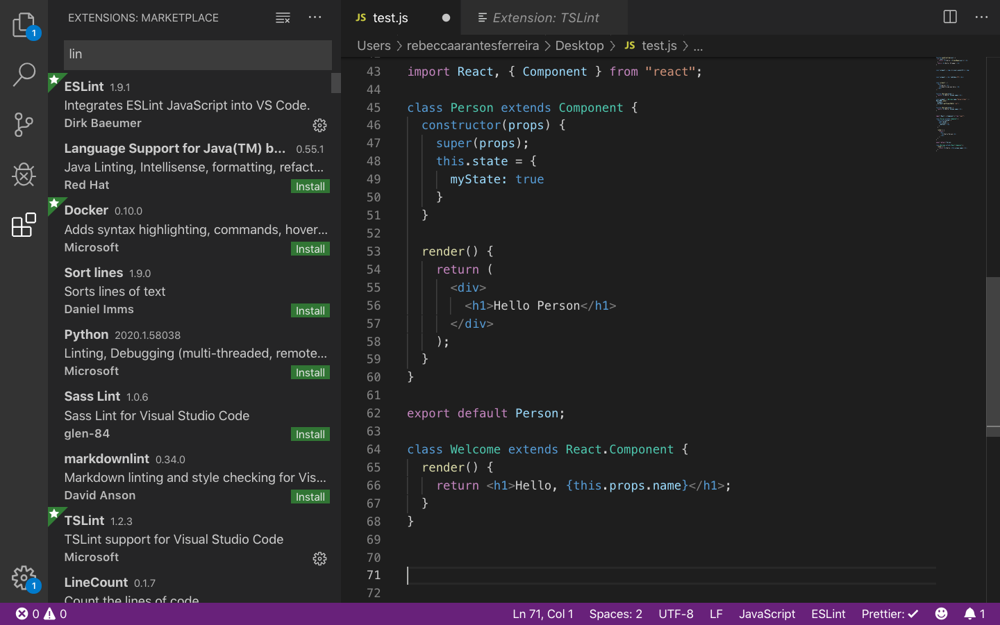 EXTENSIONS: MARKETPLACE
lin
ESLint 1.9.1
Integrates ESLint JavaScript into VS Code.
Dirk Baeumer
Language Support for Java(TM) b... 0.55.1
Java Linting, Intellisense, formatting, refact...
Red Hat
Install
Docker 0.10.0
Adds syntax highlighting, commands, hover...
Microsoft
Install
Sort lines 1.9.0
Sorts lines of text
Daniel Imms
Install
Python 2020.1.58038
Linting, Debugging (multi-threaded, remote...
Microsoft
Install
Sass Lint 1.0.6
Sass Lint for Visual Studio Code
glen-84
Install
markdownlint 0.34.0
Markdown linting and style checking for Vis...
David Anson
Install
TSLint 1.2.3
TSLint support for Visual Studio Code
Microsoft
LineCount 0.1.7
Count the lines of code
1
1
JS test.js
Extension: TSLint
Users > rebeccaarantesferreira > Desktop > JS test.js > ...
43 import React, { Component } from "react";
44
45 class Person extends Component {
46 constructor(props) {
47 super(props);
48 this.state = {
49 myState: true
50 }
51 }
52
53 render() {
54 return (
55 <div>
56 <h1>Hello Person</h1>
57 </div>
58 );
59 }
60 }
61
62 export default Person;
63
64 class Welcome extends React.Component {
65 render() {
66 return <h1>Hello, {this.props.name}</h1>;
67 }
68 }
69
70
71
72
0 0
Ln 71, Col 1 Spaces: 2 UTF-8 LF JavaScript ESLint Prettier: ✓ 1